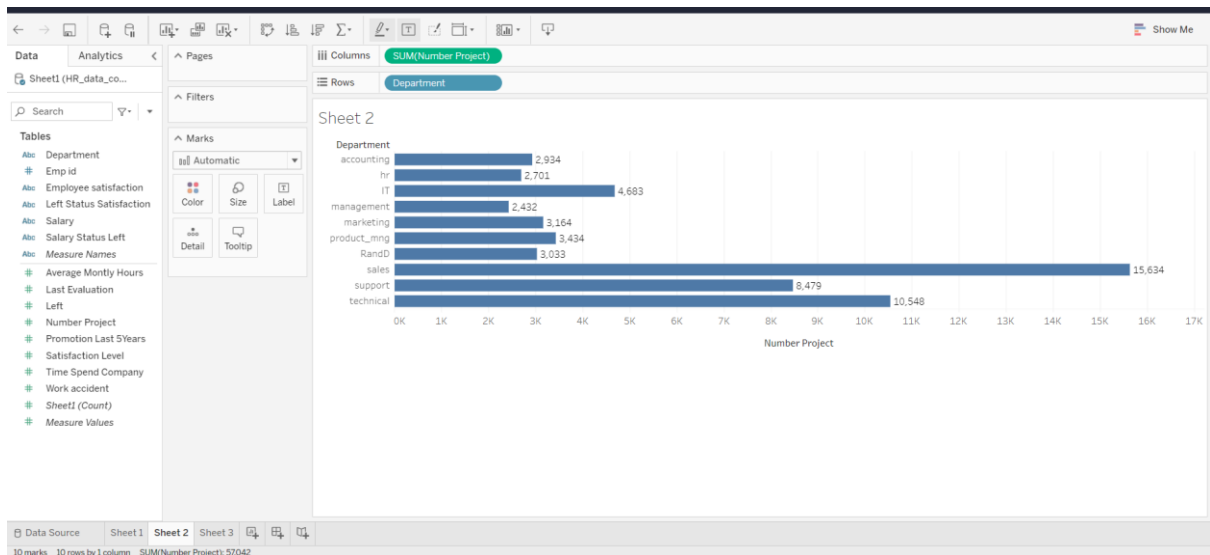 Show Me
Data Analytics
Sheet1 (HR_data_co...
Search
Tables
Abc Department
# Emp id
Abc Employee satisfaction
Abc Left Status Satisfaction
Abc Salary
Abc Salary Status Left
Abc Measure Names
# Average Montly Hours
# Last Evaluation
# Left
# Number Project
# Promotion Last 5Years
# Satisfaction Level
# Time Spend Company
# Work accident
# Sheet1 (Count)
# Measure Values
Pages
Filters
Marks
Automatic
Color Size Label
Detail Tooltip
Columns SUM(Number Project)
Rows Department
Sheet 2
Department
accounting 2,934
hr 2,701
IT 4,683
management 2,432
marketing 3,164
product_mng 3,434
RandD 3,033
sales 15,634
support 8,479
technical 10,548
0K 1K 2K 3K 4K 5K 6K 7K 8K 9K 10K 11K 12K 13K 14K 15K 16K 17K
Number Project
Data Source Sheet 1 Sheet 2 Sheet 3
10 marks 10 rows by 1 column SUM(Number Project): 57,042